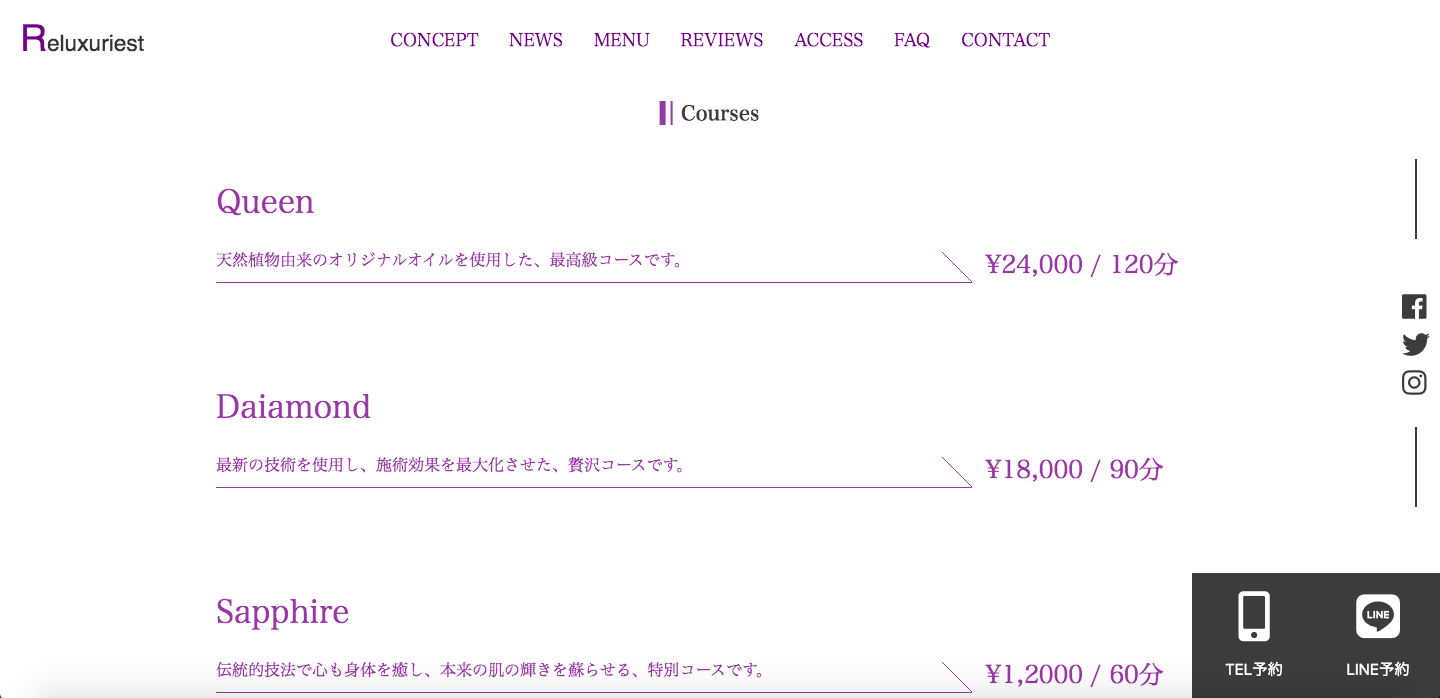 Reluxuriest
CONCEPT NEWS MENU REVIEWS ACCESS FAQ CONTACT
Courses
Queen
天然植物由来のオリジナルオイルを使用した、最高級コースです。
¥24,000 / 120分
Daiamond
最新の技術を使用し、施術効果を最大化させた、贅沢コースです。
¥18,000 / 90分
Sapphire
伝統的技法で心も身体を癒し、本来の肌の輝きを蘇らせる、特別コースです。
¥1,2000 / 60分
LINE
TEL予約
LINE予約